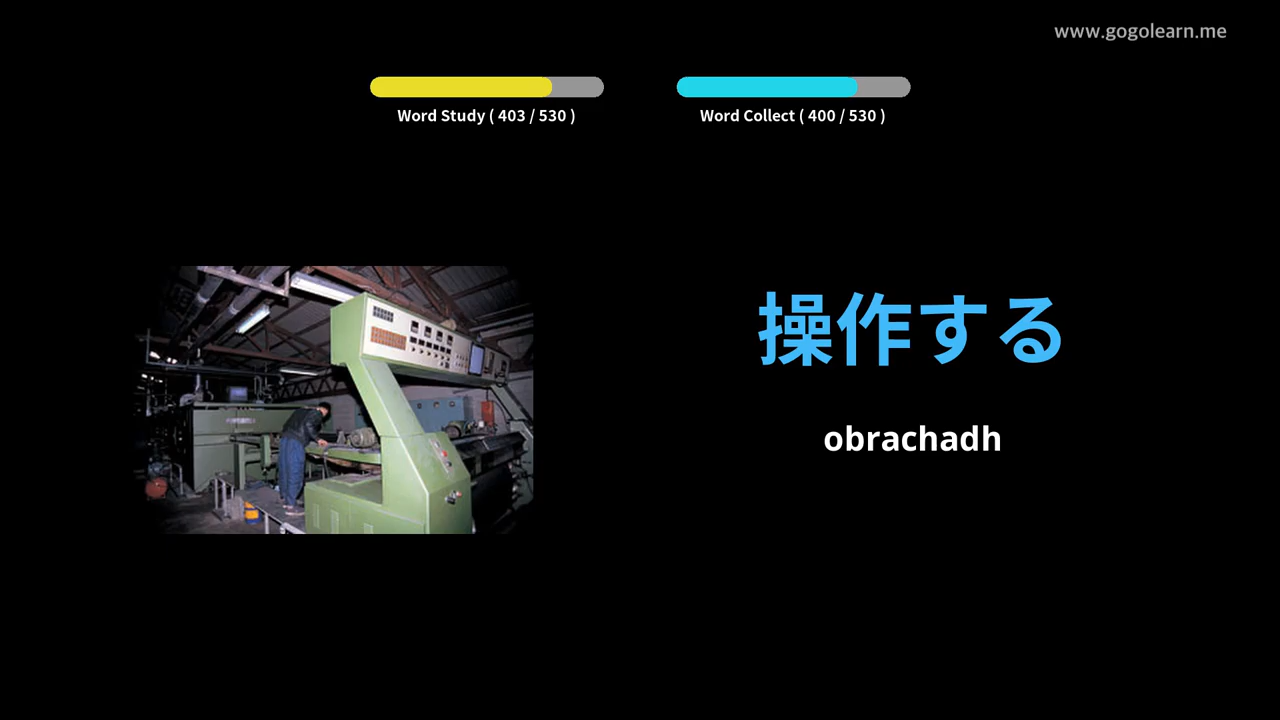 www.gogolearn.me
Word Study ( 403 / 530 )
Word Collect ( 400 / 530 )
操作する
obrachadh